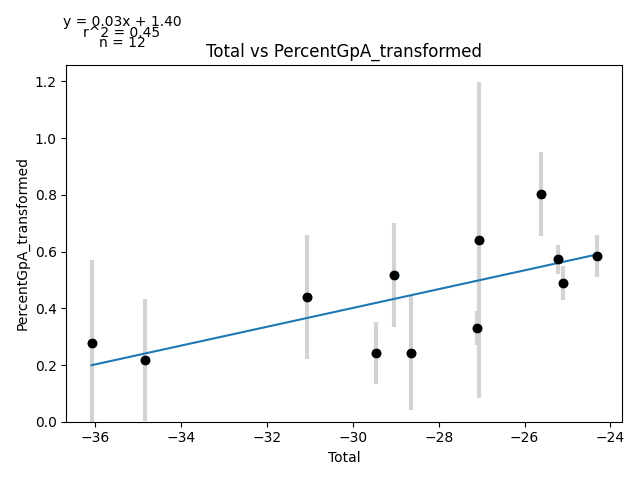 y = 0.03x + 1.40
r^2 = 0.45
n = 12
Total vs PercentGpA_transformed
PercentGpA_transformed
1.2
1.0
0.8
0.6
0.4
0.2
0.0
−36
−34
−32
−30
−28
−26
−24
Total